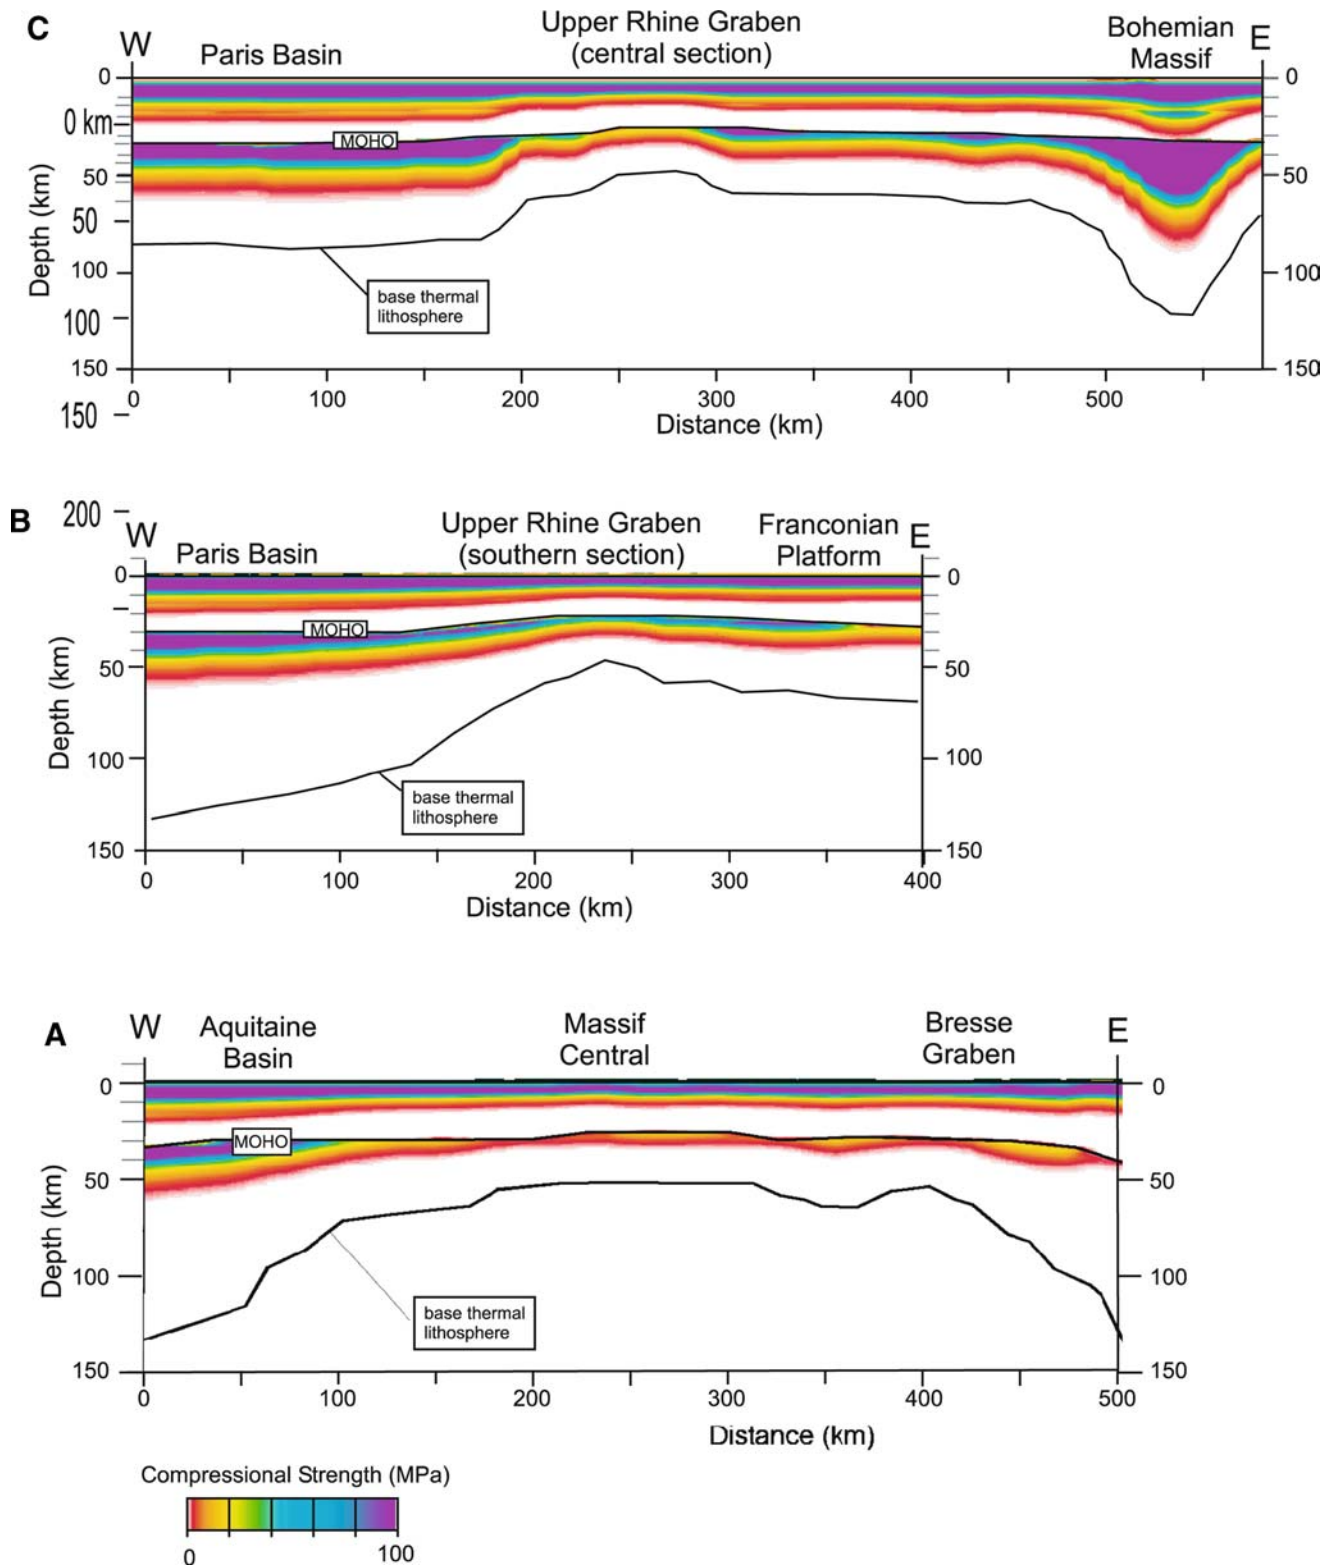 C
W
Paris Basin
Upper Rhine Graben
(central section)
Bohemian
Massif
E
0
0
0 km
MOHO
50
50
50
100
100
100
150
150
150
Depth (km)
base thermal
lithosphere
0
100
200
300
400
500
Distance (km)
200
B
W
Paris Basin
Upper Rhine Graben
(southern section)
Franconian
Platform
E
0
0
MOHO
50
50
100
100
150
150
Depth (km)
base thermal
lithosphere
0
100
200
300
400
Distance (km)
A
W
Aquitaine
Basin
Massif
Central
Bresse
Graben
E
0
0
MOHO
50
50
100
100
150
150
Depth (km)
base thermal
lithosphere
0
100
200
300
400
500
Distance (km)
Compressional Strength (MPa)
0
100